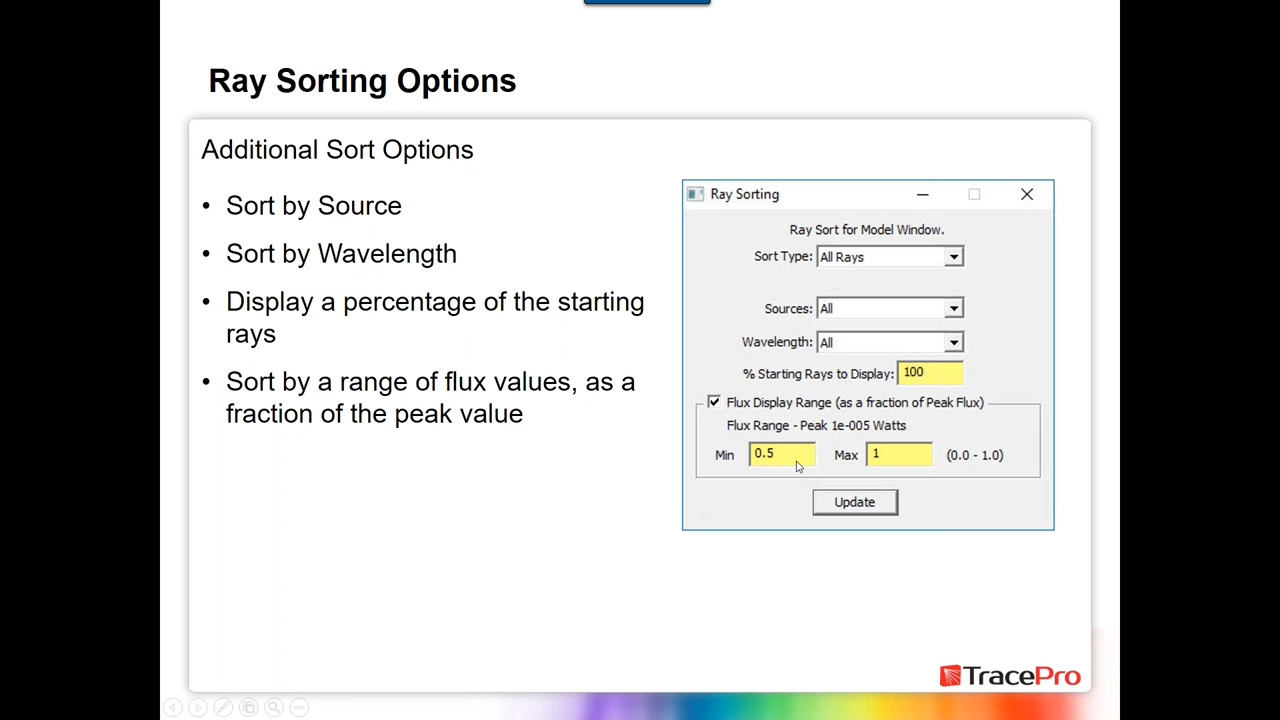 Ray Sorting Options
Additional Sort Options
• Sort by Source
• Sort by Wavelength
• Display a percentage of the starting
rays
• Sort by a range of flux values, as a
fraction of the peak value
Ray Sorting
Ray Sort for Model Window.
Sort Type: All Rays
Sources: All
Wavelength: All
% Starting Rays to Display: 100
Flux Display Range (as a fraction of Peak Flux)
Flux Range - Peak 1e-005 Watts
Min 0.5 Max 1 (0.0 - 1.0)
Update
TracePro